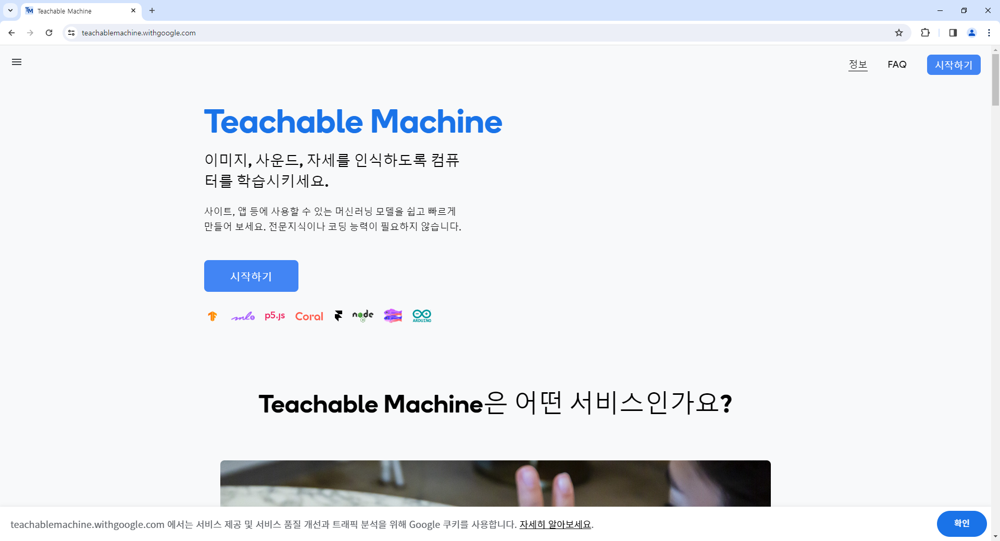 Teachable Machine
teachablemachine.withgoogle.com
정보 FAQ 시작하기
Teachable Machine
이미지, 사운드, 자세를 인식하도록 컴퓨
터를 학습시키세요.
사이트, 앱 등에 사용할 수 있는 머신러닝 모델을 쉽고 빠르게
만들어 보세요. 전문지식이나 코딩 능력이 필요하지 않습니다.
시작하기
ml5 p5.js Coral node JS ARDUINO
Teachable Machine은 어떤 서비스인가요?
teachablemachine.withgoogle.com 에서는 서비스 제공 및 서비스 품질 개선과 트래픽 분석을 위해 Google 쿠키를 사용합니다. 자세히 알아보세요. 확인